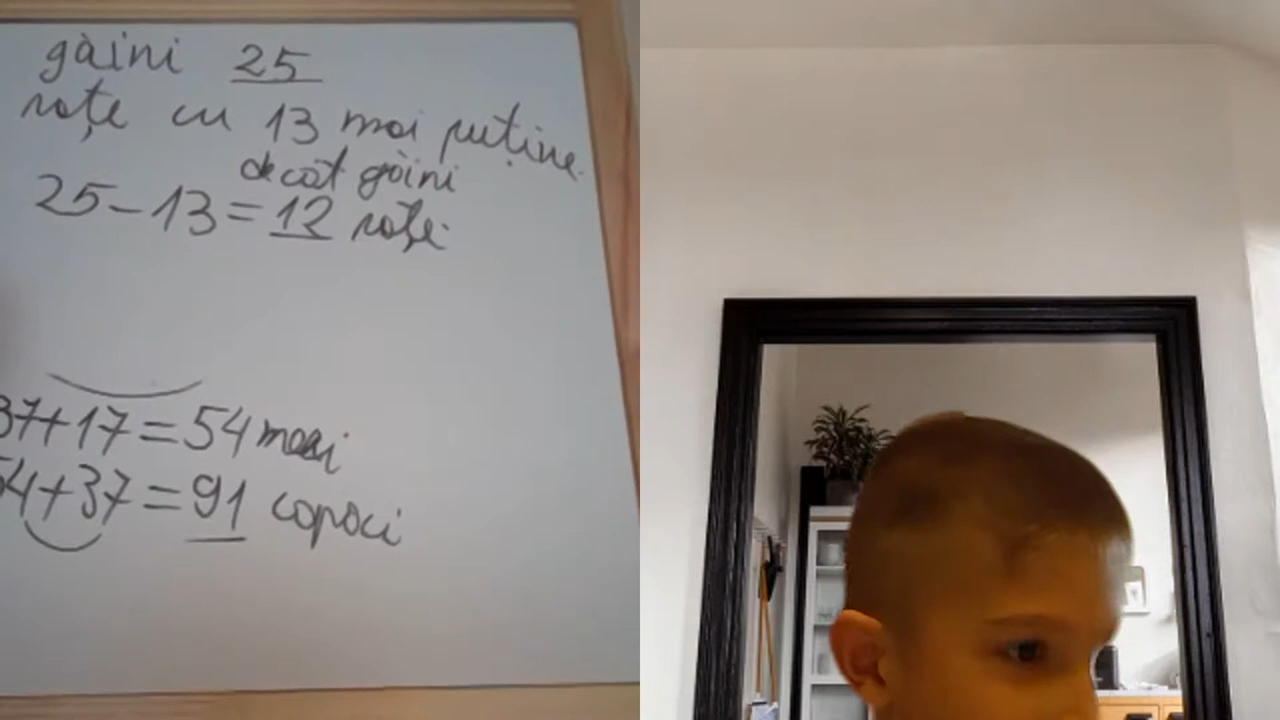 găini 25
rațe cu 13 mai puține
decât găini
25-13=12 rațe
37+17=54 meri
54+37=91 copaci